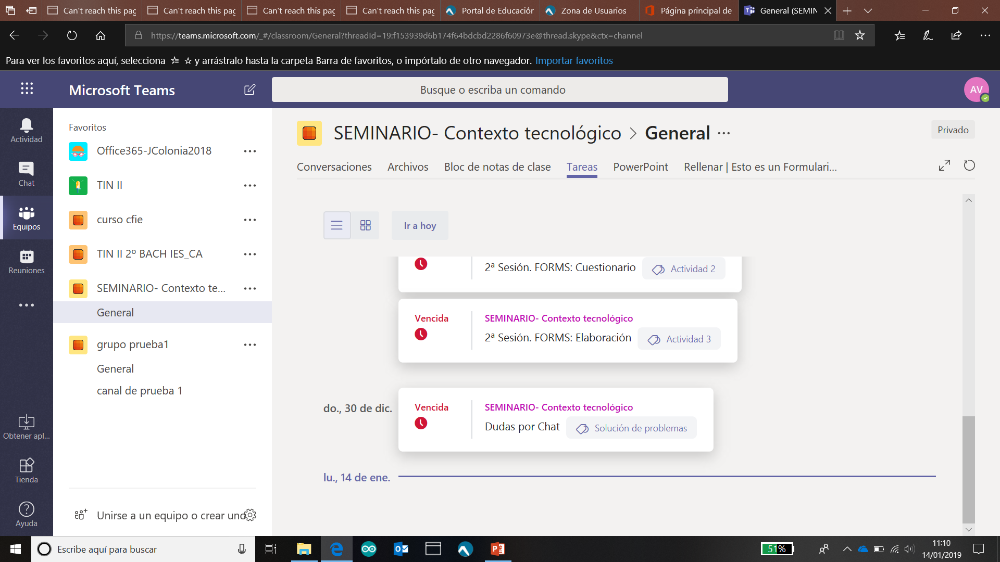 Can't reach this pag
Can't reach this pag
Can't reach this pag
Can't reach this pag
Portal de Educaciór
Zona de Usuarios
Página principal de
General (SEMIN
https://teams.microsoft.com/_#/classroom/General?threadId=19:f153939d6b174f64bdcbd2286f60973e@thread.skype&ctx=channel
Para ver los favoritos aquí, selecciona y arrástralo hasta la carpeta Barra de favoritos, o impórtalo de otro navegador. Importar favoritos
Microsoft Teams
Busque o escriba un comando
AV
Actividad
Chat
Equipos
Reuniones
Obtener apl...
Tienda
Ayuda
Favoritos
Office365-JColonia2018
TIN II
curso cfie
TIN II 2º BACH IES_CA
SEMINARIO- Contexto te...
General
grupo prueba1
General
canal de prueba 1
Unirse a un equipo o crear uno
SEMINARIO- Contexto tecnológico > General ...
Privado
Conversaciones
Archivos
Bloc de notas de clase
Tareas
PowerPoint
Rellenar | Esto es un Formulari...
Ir a hoy
2ª Sesión. FORMS: Cuestionario
Actividad 2
Vencida
SEMINARIO- Contexto tecnológico
2ª Sesión. FORMS: Elaboración
Actividad 3
do., 30 de dic.
Vencida
SEMINARIO- Contexto tecnológico
Dudas por Chat
Solución de problemas
lu., 14 de ene.
Escribe aquí para buscar
51%
11:10
14/01/2019